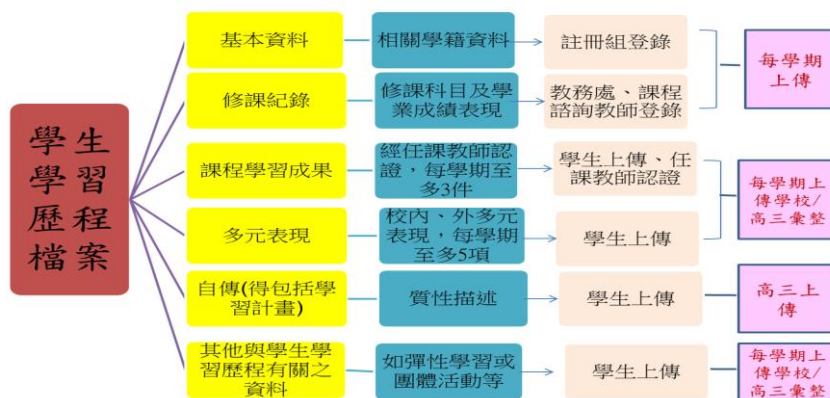 學生
學習
歷程
檔案
基本資料
相關學籍資料
註冊組登錄
修課紀錄
修課科目及學
業成績表現
教務處、課程
諮詢教師登錄
每學期
上傳
課程學習成果
經任課教師認
證，每學期至
多3件
學生上傳、任
課教師認證
多元表現
校內、外多元
表現，每學期
至多5項
學生上傳
每學期上
傳學校/
高三彙整
自傳(得包括學
習計畫)
質性描述
學生上傳
高三上
傳
其他與學生學
習歷程有關之
資料
如彈性學習或
團體活動等
學生上傳
每學期上
傳學校/
高三彙整